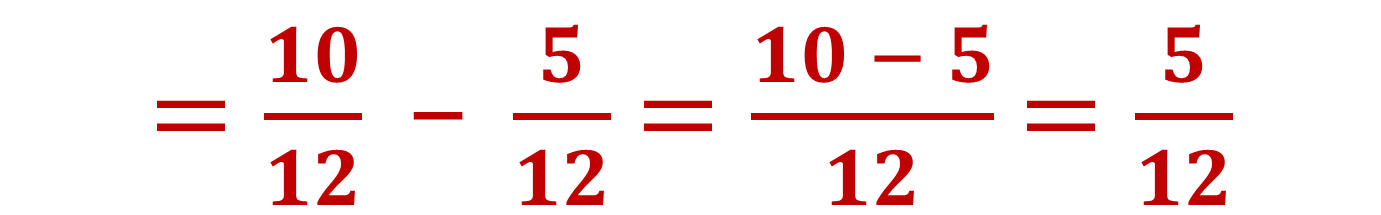 = 10/12 – 5/12 = 10 – 5/12 = 5/12